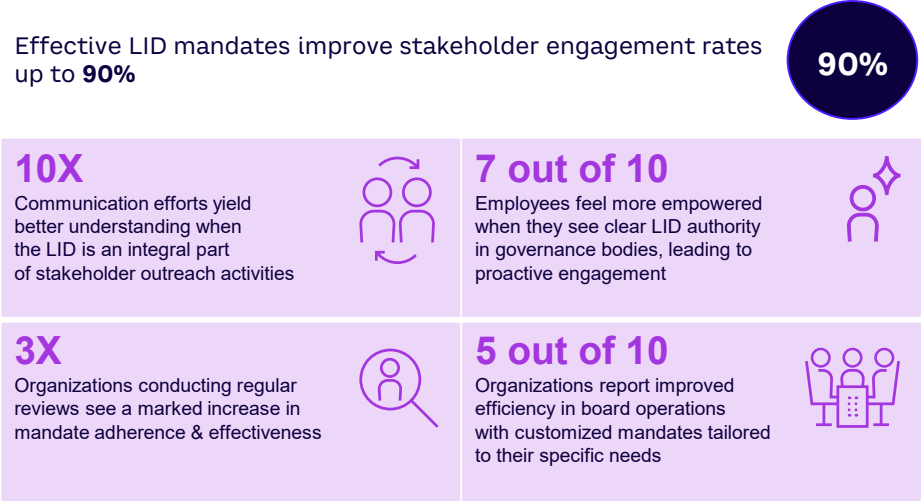 Effective LID mandates improve stakeholder engagement rates
up to 90%
90%
10X
Communication efforts yield
better understanding when
the LID is an integral part
of stakeholder outreach activities
7 out of 10
Employees feel more empowered
when they see clear LID authority
in governance bodies, leading to
proactive engagement
3X
Organizations conducting regular
reviews see a marked increase in
mandate adherence & effectiveness
5 out of 10
Organizations report improved
efficiency in board operations
with customized mandates tailored
to their specific needs